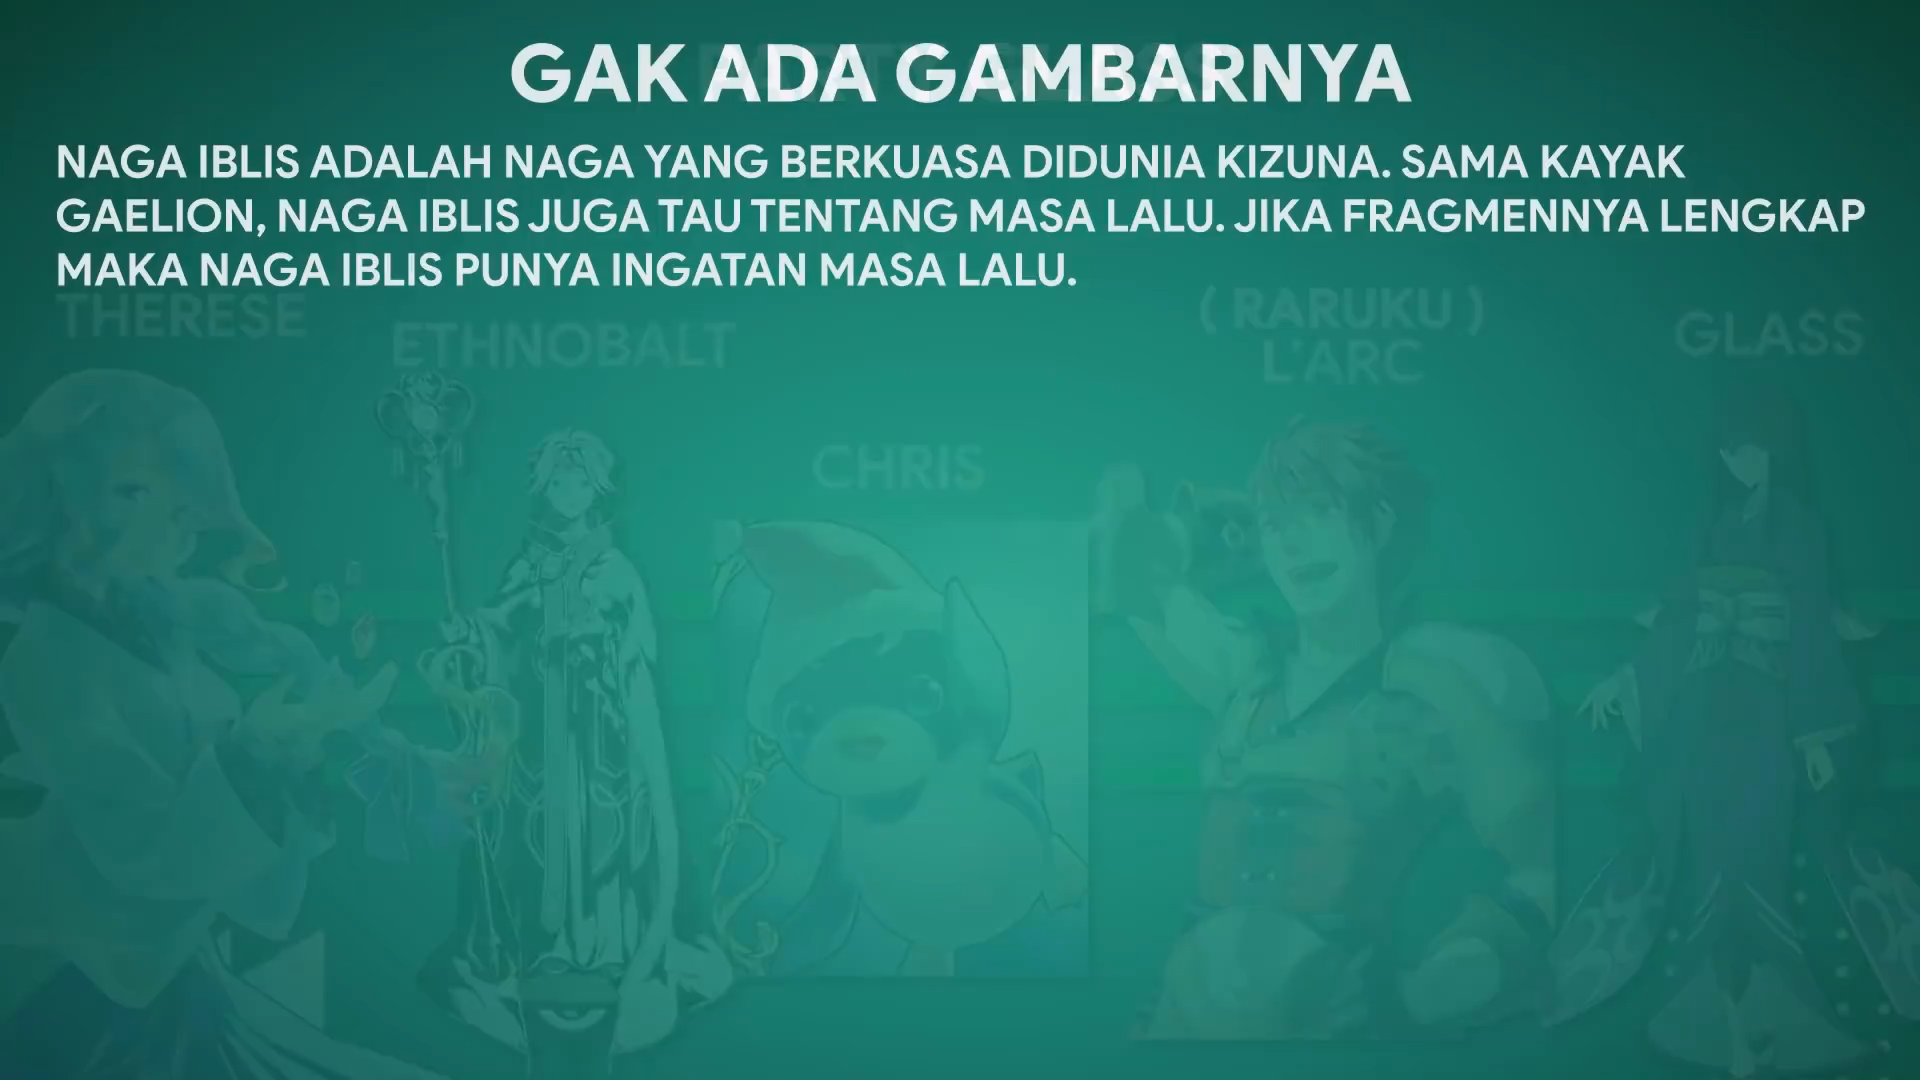 GAK ADA GAMBARNYA
NAGA IBLIS ADALAH NAGA YANG BERKUASA DIDUNIA KIZUNA. SAMA KAYAK
GAELION, NAGA IBLIS JUGA TAU TENTANG MASA LALU. JIKA FRAGMENNYA LENGKAP
MAKA NAGA IBLIS PUNYA INGATAN MASA LALU.
THERESE
ETHNOBALT
CHRIS
( RARUKU )
L'ARC
GLASS